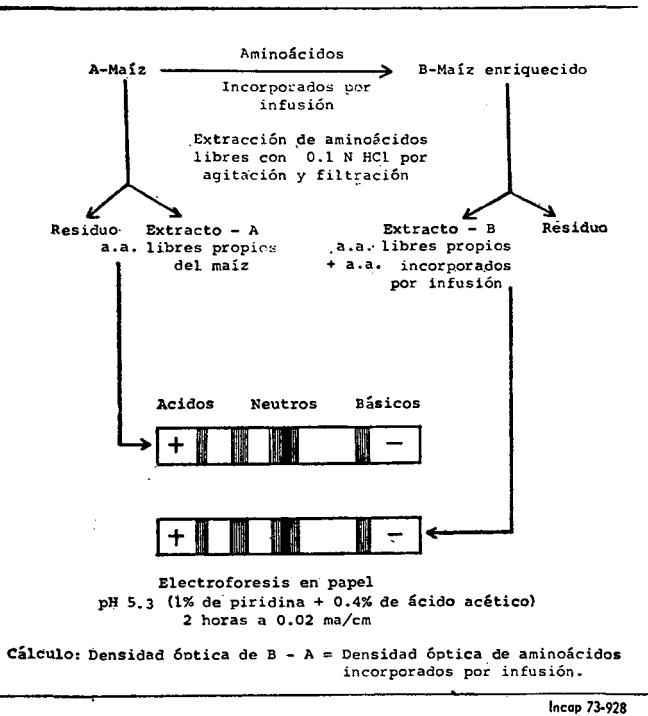 Aminoácidos
A-Maíz
B-Maíz enriquecido
Incorporados por
infusión
Extracción de aminoácidos
libres con 0.1 N HCl por
agitación y filtración
Residuo Extracto - A
a.a. libres propios
del maíz
Extracto - B Residuo
a.a. libres propios
+ a.a. incorporados
por infusión
Acidos Neutros Básicos
+ -
+ -
Electroforesis en papel
pH 5.3 (1% de piridina + 0.4% de ácido acético)
2 horas a 0.02 ma/cm
Cálculo: Densidad óptica de B - A = Densidad óptica de aminoácidos
incorporados por infusión.
Incap 73-928